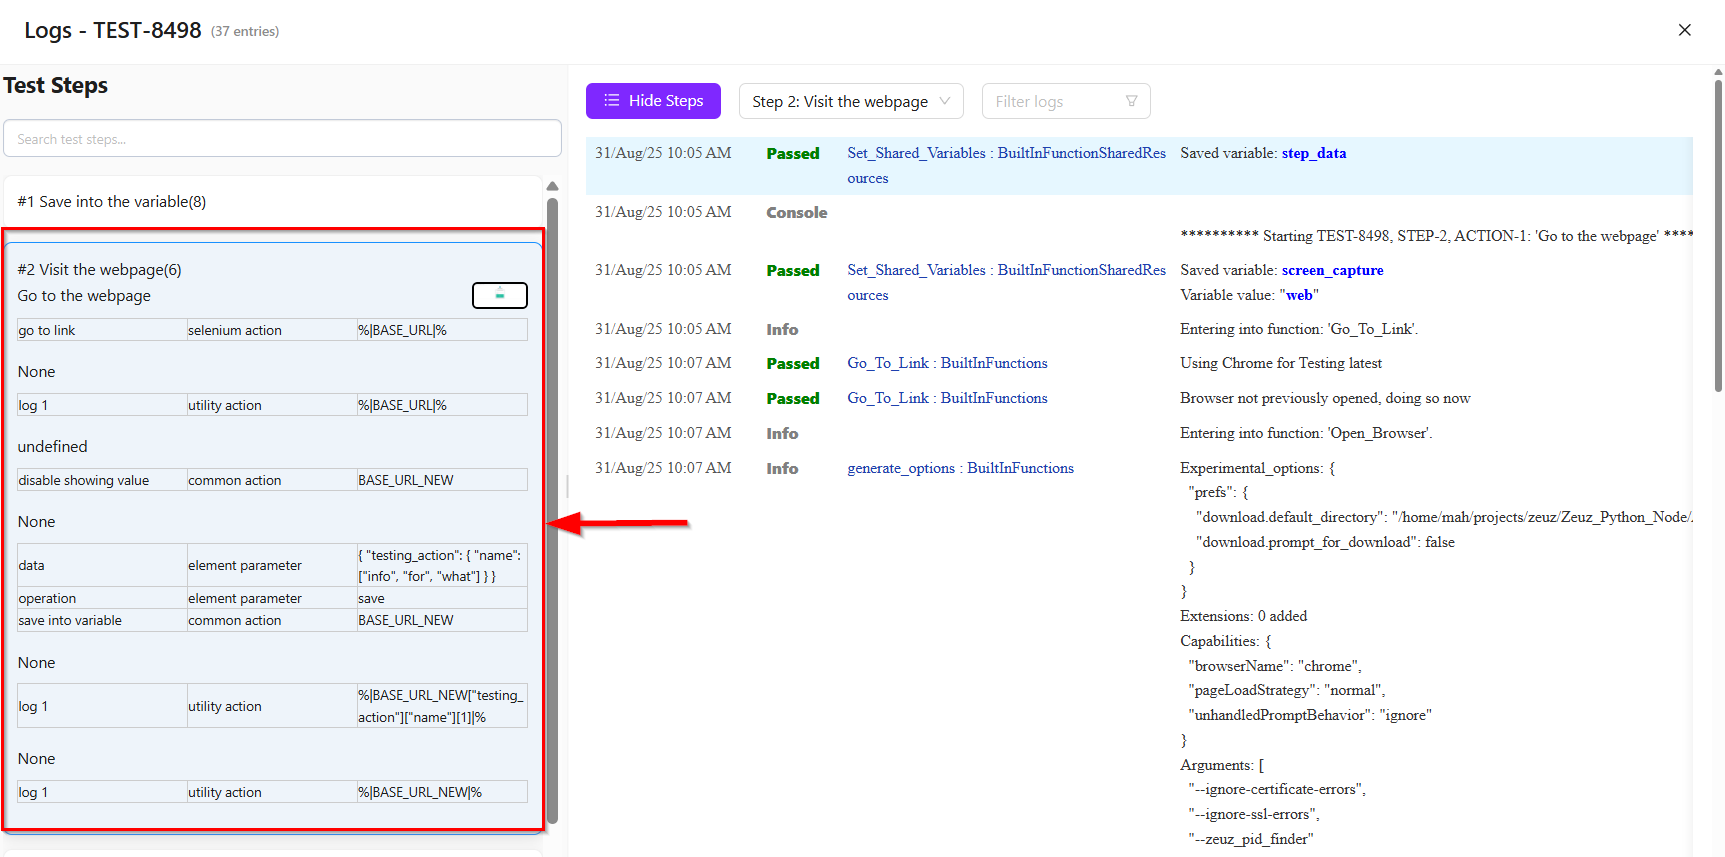 Logs - TEST-8498 (37 entries)
Test Steps
Search test steps...
#1 Save into the variable(8)
#2 Visit the webpage(6)
Go to the webpage
go to link selenium action %|BASE_URL|%
None
log 1 utility action %|BASE_URL|%
undefined
disable showing value common action BASE_URL_NEW
None
data element parameter { "testing_action": { "name":
["info", "for", "what"] } }
operation element parameter save
save into variable common action BASE_URL_NEW
None
log 1 utility action %|BASE_URL_NEW["testing_
action"]["name"][1]|%
None
log 1 utility action %|BASE_URL_NEW|%
Hide Steps Step 2: Visit the webpage Filter logs
31/Aug/25 10:05 AM Passed Set_Shared_Variables : BuiltInFunctionSharedRes Saved variable: step_data
ources
31/Aug/25 10:05 AM Console
********** Starting TEST-8498, STEP-2, ACTION-1: 'Go to the webpage' ****
31/Aug/25 10:05 AM Passed Set_Shared_Variables : BuiltInFunctionSharedRes Saved variable: screen_capture
ources Variable value: "web"
31/Aug/25 10:05 AM Info Entering into function: 'Go_To_Link'.
31/Aug/25 10:07 AM Passed Go_To_Link : BuiltInFunctions Using Chrome for Testing latest
31/Aug/25 10:07 AM Passed Go_To_Link : BuiltInFunctions Browser not previously opened, doing so now
31/Aug/25 10:07 AM Info Entering into function: 'Open_Browser'.
31/Aug/25 10:07 AM Info generate_options : BuiltInFunctions Experimental_options: {
"prefs": {
"download.default_directory": "/home/mah/projects/zeuz/Zeuz_Python_Node/
"download.prompt_for_download": false
}
}
Extensions: 0 added
Capabilities: {
"browserName": "chrome",
"pageLoadStrategy": "normal",
"unhandledPromptBehavior": "ignore"
}
Arguments: [
"--ignore-certificate-errors",
"--ignore-ssl-errors",
"--zeuz_pid_finder"